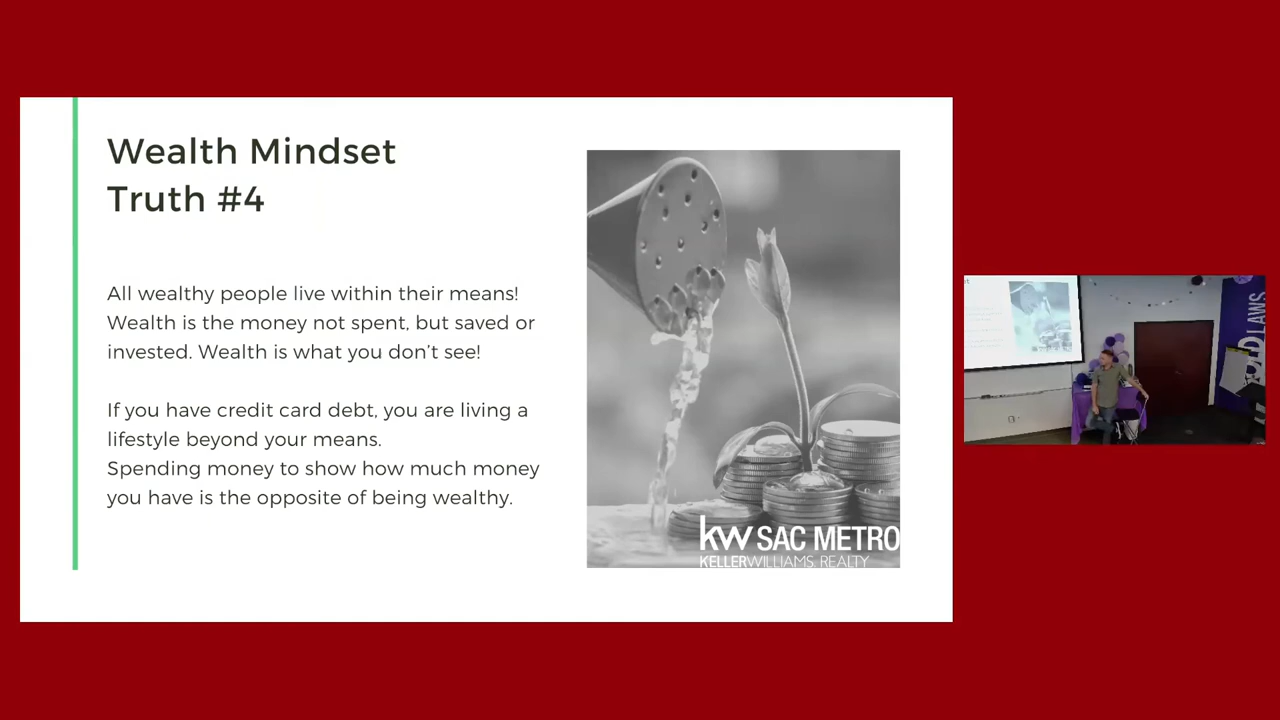 Wealth Mindset
Truth #4
All wealthy people live within their means!
Wealth is the money not spent, but saved or
invested. Wealth is what you don’t see!
If you have credit card debt, you are living a
lifestyle beyond your means.
Spending money to show how much money
you have is the opposite of being wealthy.
kw SAC METRO
KELLERWILLIAMS. REALTY
LAWS